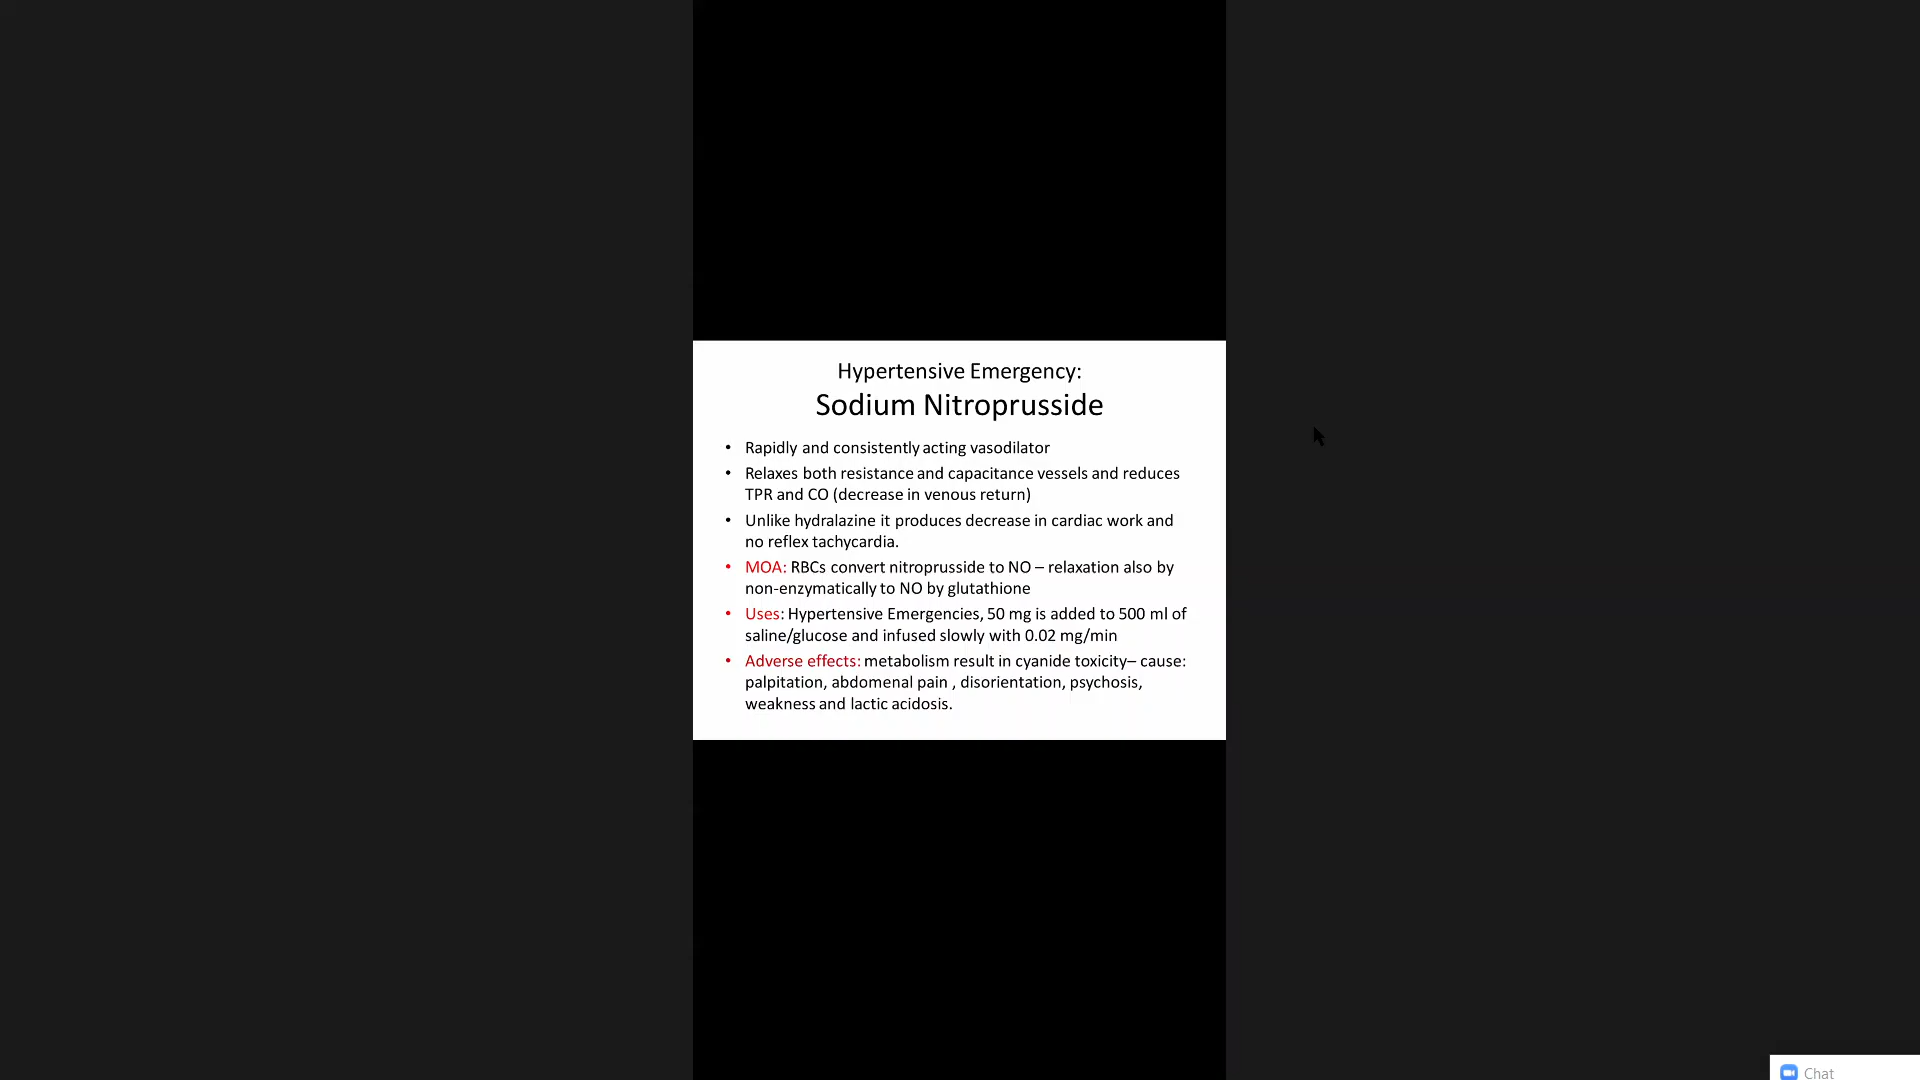 Hypertensive Emergency:
Sodium Nitroprusside
• Rapidly and consistently acting vasodilator
• Relaxes both resistance and capacitance vessels and reduces
TPR and CO (decrease in venous return)
• Unlike hydralazine it produces decrease in cardiac work and
no reflex tachycardia.
• MOA: RBCs convert nitroprusside to NO – relaxation also by
non-enzymatically to NO by glutathione
• Uses: Hypertensive Emergencies, 50 mg is added to 500 ml of
saline/glucose and infused slowly with 0.02 mg/min
• Adverse effects: metabolism result in cyanide toxicity– cause:
palpitation, abdomenal pain , disorientation, psychosis,
weakness and lactic acidosis.
Chat